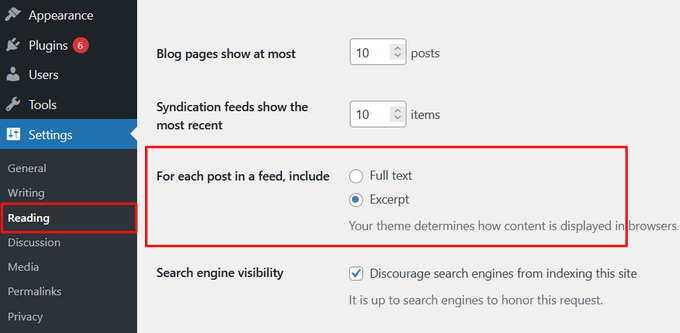 Appearance
Plugins 6
Users
Tools
Settings
General
Writing
Reading
Discussion
Media
Permalinks
Privacy
Blog pages show at most 10 posts
Syndication feeds show the
most recent 10 items
For each post in a feed, include Full text
Excerpt
Your theme determines how content is displayed in browsers.
Search engine visibility Discourage search engines from indexing this site
It is up to search engines to honor this request.